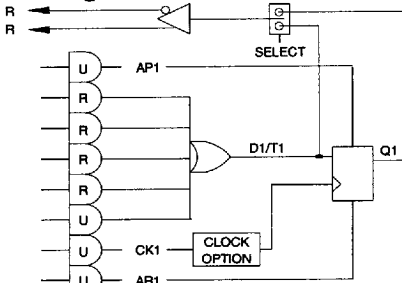 R
R
SELECT
U AP1
R
R
R D1/T1 Q1
R
U
U CK1 CLOCK
OPTION
U AR1